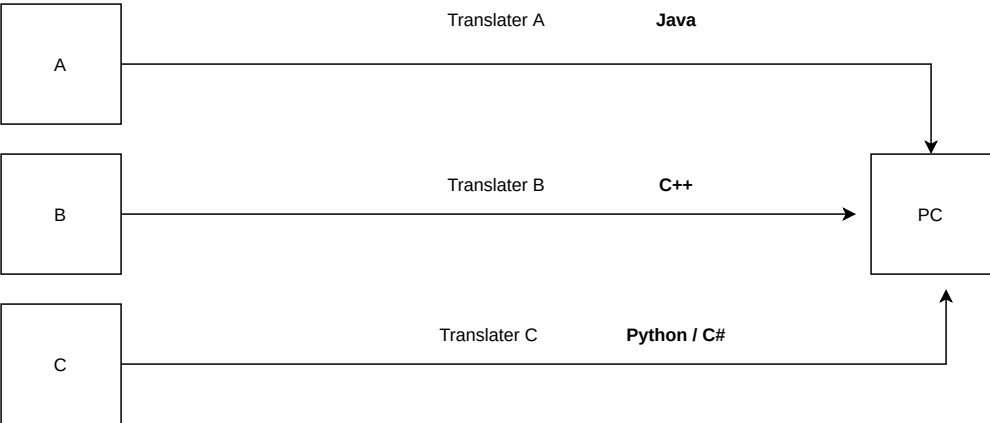 Translater A Java
A
B
Translater B C++
PC
C
Translater C Python / C#